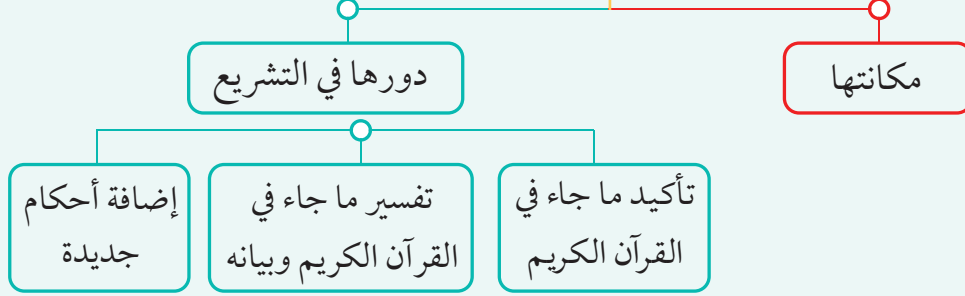 مكانتها
دورها في التشريع
تأكيد ما جاء في
القرآن الكريم
تفسير ما جاء في
القرآن الكريم وبيانه
إضافة أحكام
جديدة